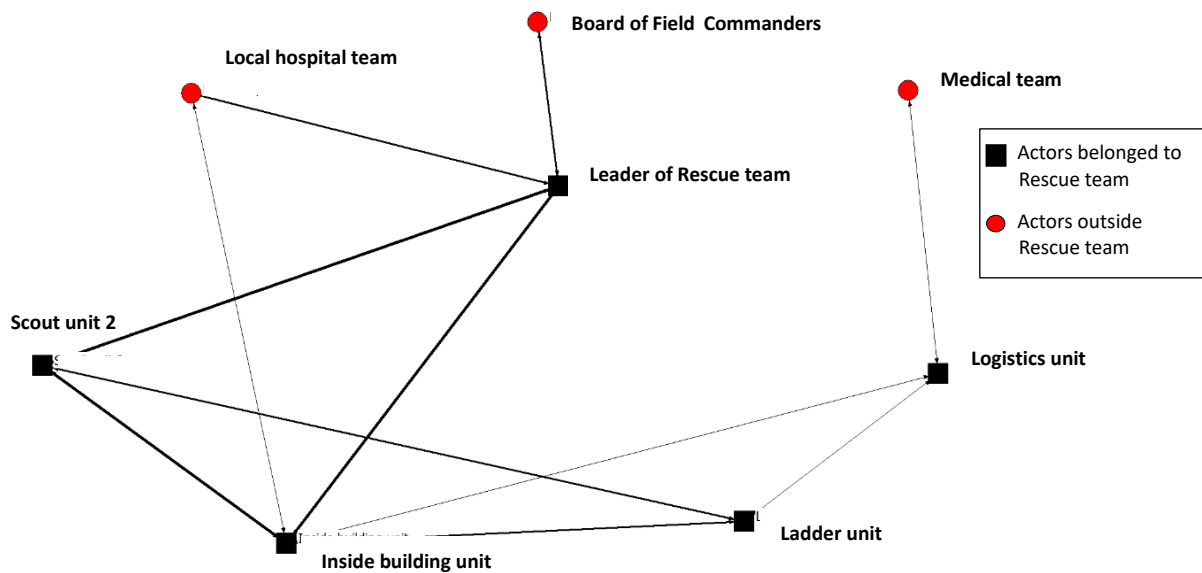 Board of Field Commanders
Local hospital team
Medical team
Actors belonged to
Rescue team
Leader of Rescue team
Actors outside
Rescue team
Scout unit 2
Logistics unit
Ladder unit
Inside building unit